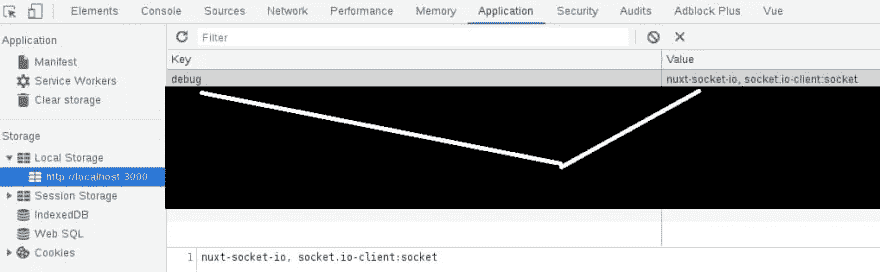 Elements Console Sources Network Performance Memory Application Security Audits Adblock Plus Vue
Application
Manifest
Service Workers
Clear storage
Storage
Local Storage
http://localhost:3000
Session Storage
IndexedDB
Web SQL
Cookies
Filter
Key Value
debug nuxt-socket-io, socket.io-client:socket
1 nuxt-socket-io, socket.io-client:socket